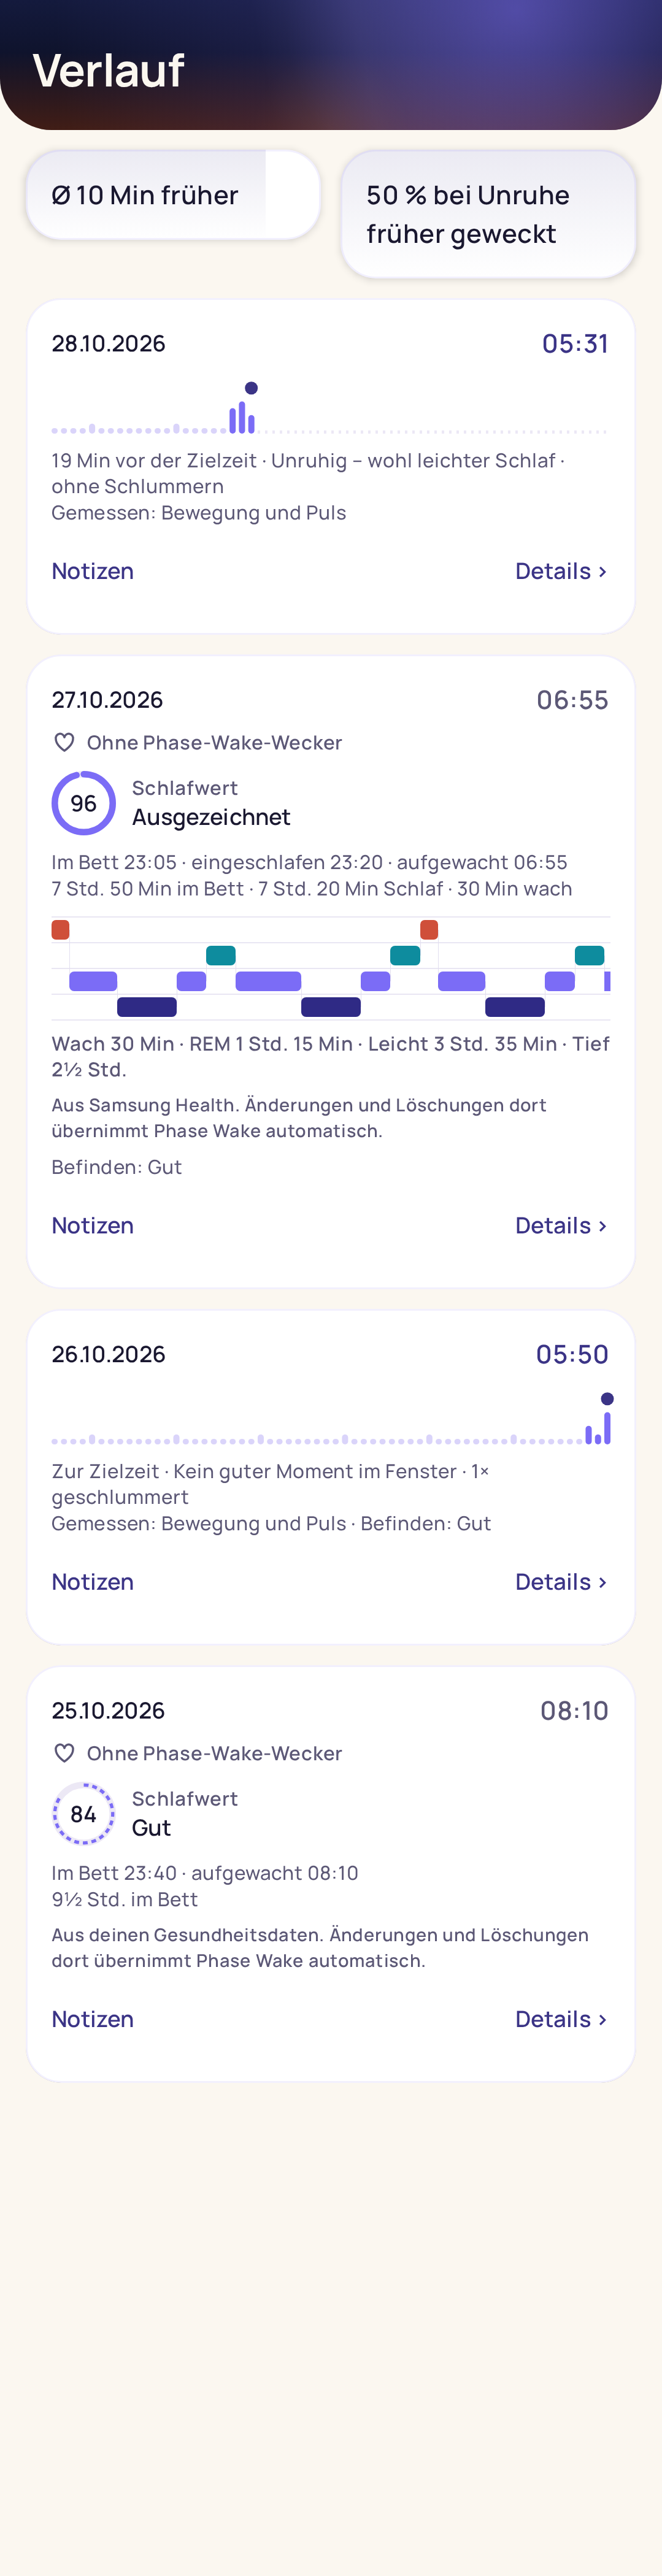 Verlauf
Ø 10 Min früher
50 % bei Unruhe
früher geweckt
28.10.2026
05:31
19 Min vor der Zielzeit · Unruhig – wohl leichter Schlaf ·
ohne Schlummern
Gemessen: Bewegung und Puls
Notizen
Details ›
27.10.2026
06:55
Ohne Phase-Wake-Wecker
96
Schlafwert
Ausgezeichnet
Im Bett 23:05 · eingeschlafen 23:20 · aufgewacht 06:55
7 Std. 50 Min im Bett · 7 Std. 20 Min Schlaf · 30 Min wach
Wach 30 Min · REM 1 Std. 15 Min · Leicht 3 Std. 35 Min · Tief
2½ Std.
Aus Samsung Health. Änderungen und Löschungen dort
übernimmt Phase Wake automatisch.
Befinden: Gut
Notizen
Details ›
26.10.2026
05:50
Zur Zielzeit · Kein guter Moment im Fenster · 1×
geschlummert
Gemessen: Bewegung und Puls · Befinden: Gut
Notizen
Details ›
25.10.2026
08:10
Ohne Phase-Wake-Wecker
84
Schlafwert
Gut
Im Bett 23:40 · aufgewacht 08:10
9½ Std. im Bett
Aus deinen Gesundheitsdaten. Änderungen und Löschungen
dort übernimmt Phase Wake automatisch.
Notizen
Details ›